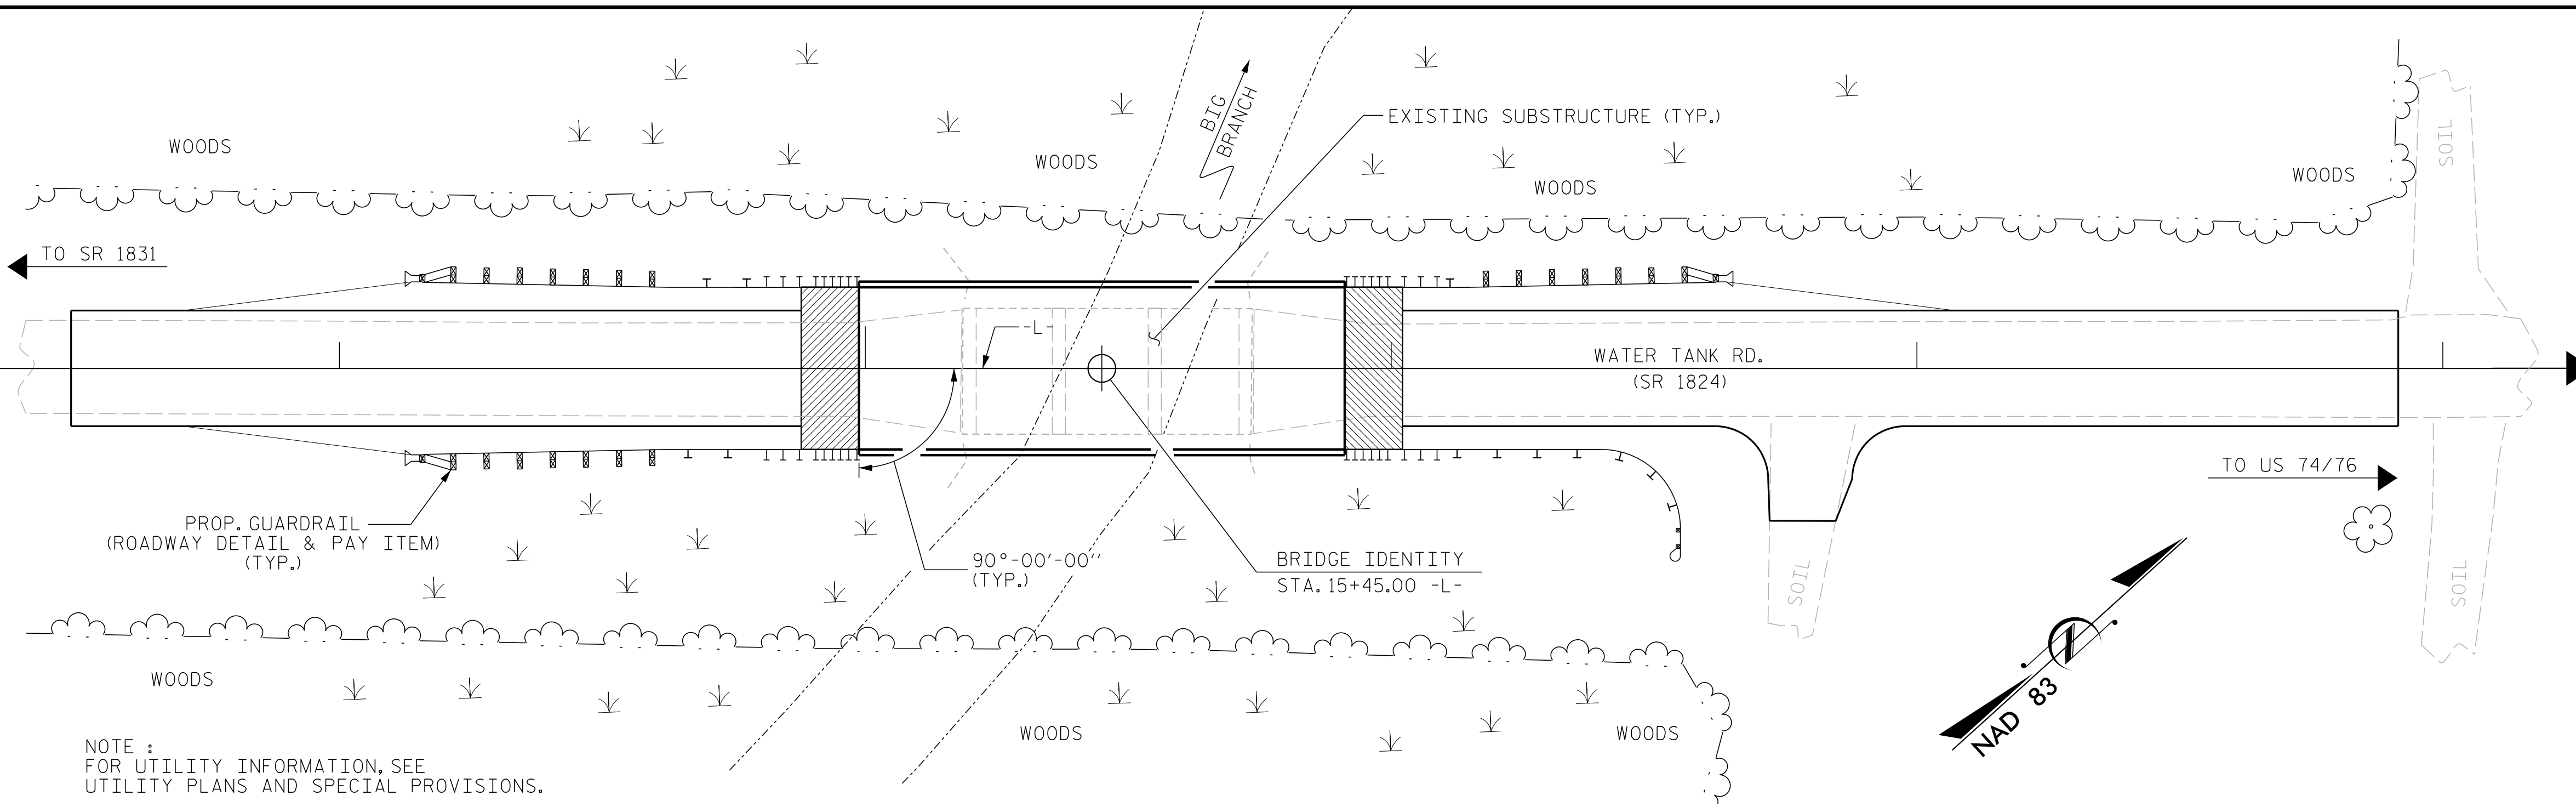 BIG
BRANCH
EXISTING SUBSTRUCTURE (TYP.)
WOODS
WOODS
WOODS
WOODS
SOIL
TO SR 1831
-L-
WATER TANK RD.
(SR 1824)
TO US 74/76
PROP. GUARDRAIL
(ROADWAY DETAIL & PAY ITEM)
(TYP.)
90°-00'-00''
(TYP.)
BRIDGE IDENTITY
STA. 15+45.00 -L-
SOIL
SOIL
WOODS
WOODS
WOODS
NAD 83
NOTE :
FOR UTILITY INFORMATION, SEE
UTILITY PLANS AND SPECIAL PROVISIONS.